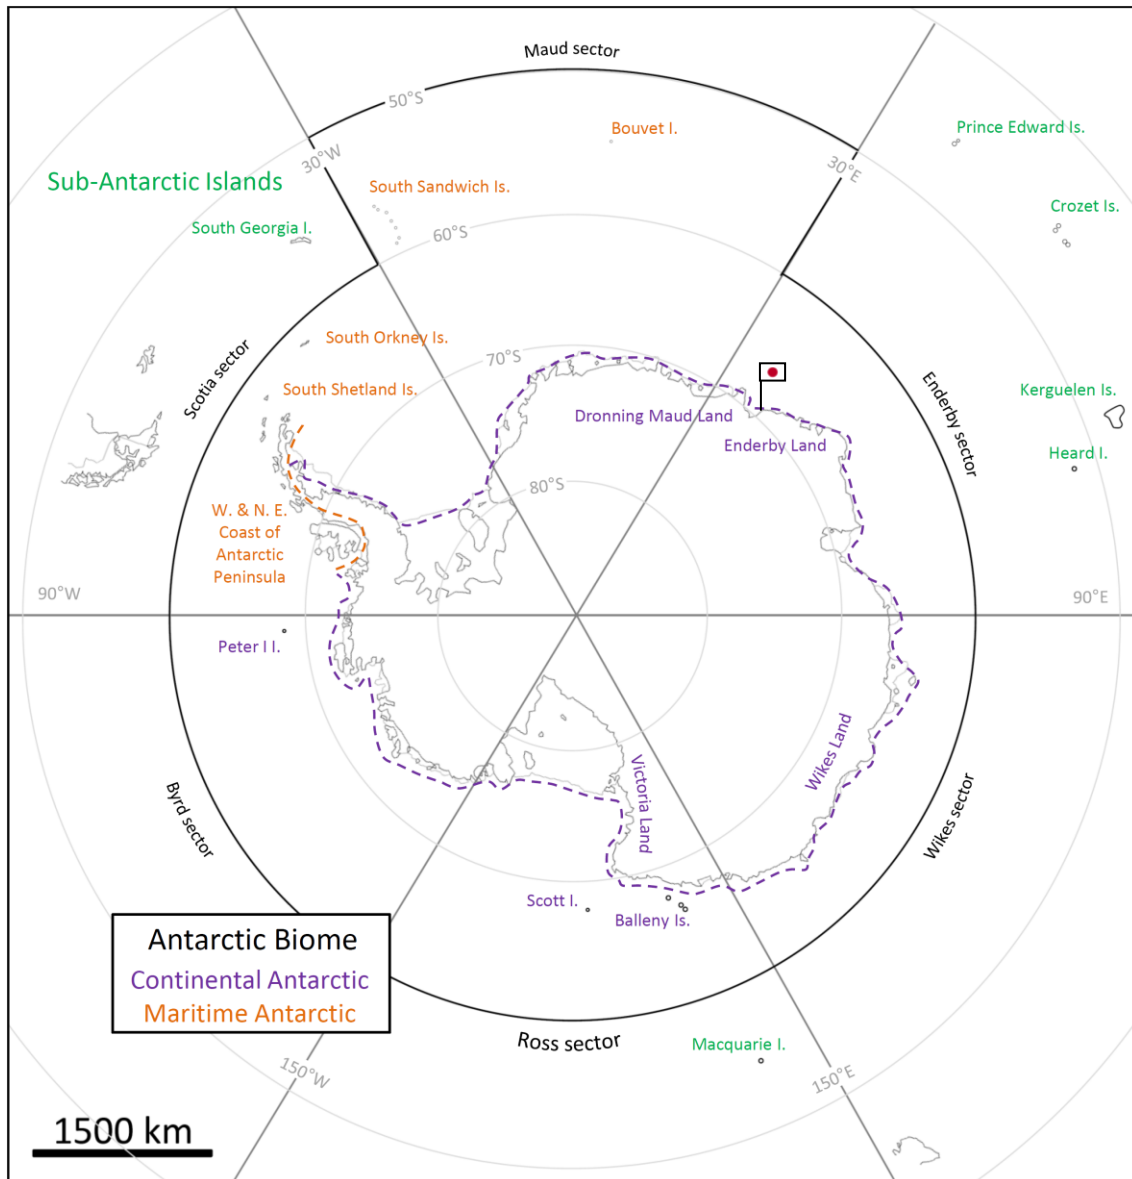 Maud sector
50°S
Bouvet I.
Prince Edward Is.
30°W
30°E
Sub-Antarctic Islands
South Sandwich Is.
Crozet Is.
South Georgia I.
60°S
South Orkney Is.
70°S
Scotia sector
South Shetland Is.
Kerguelen Is.
Enderby sector
Dronning Maud Land
Enderby Land
Heard I.
80°S
W. & N. E.
Coast of
Antarctic
Peninsula
90°W
90°E
Peter I I.
Wikes Land
Victoria Land
Byrd sector
Wikes sector
Scott I.
Balleny Is.
Antarctic Biome
Continental Antarctic
Maritime Antarctic
Ross sector
Macquarie I.
150°W
150°E
1500 km